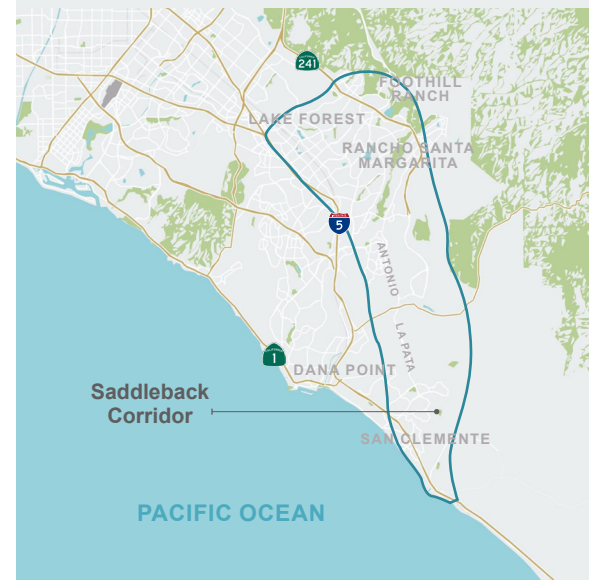 241
FOOTHILL
RANCH
LAKE FOREST
RANCHO SANTA
MARGARITA
5
ANTONIO
LA PATA
1
DANA POINT
Saddleback
Corridor
SAN CLEMENTE
PACIFIC OCEAN